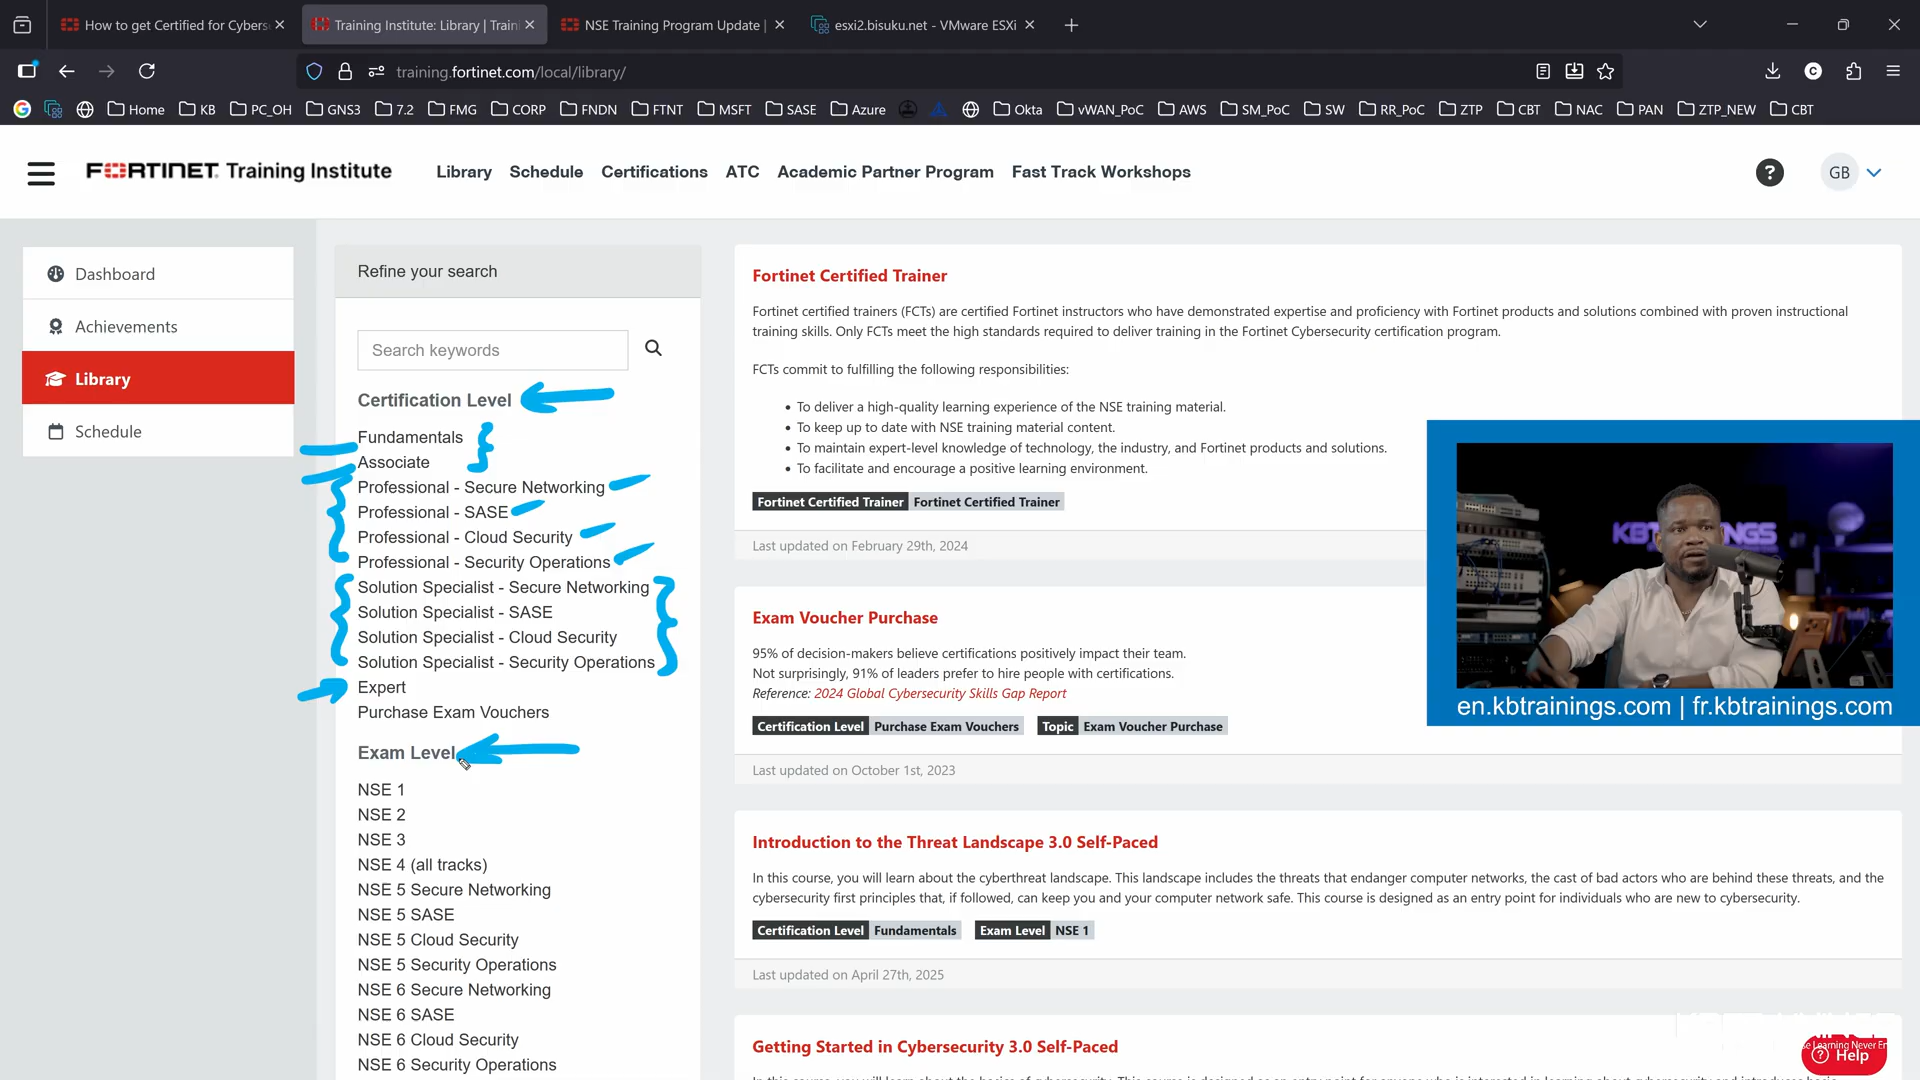 How to get Certified for Cybers
Training Institute: Library | Train
NSE Training Program Update |
esxi2.bisuku.net - VMware ESXi
training.fortinet.com/local/library/
Home
KB
PC_OH
GNS3
7.2
FMG
CORP
FNDN
FTNT
MSFT
SASE
Azure
Okta
vWAN_PoC
AWS
SM_PoC
SW
RR_PoC
ZTP
CBT
NAC
PAN
ZTP_NEW
CBT
FORTINET Training Institute
Library
Schedule
Certifications
ATC
Academic Partner Program
Fast Track Workshops
GB
Dashboard
Achievements
Library
Schedule
Refine your search
Search keywords
Certification Level
Fundamentals
Associate
Professional - Secure Networking
Professional - SASE
Professional - Cloud Security
Professional - Security Operations
Solution Specialist - Secure Networking
Solution Specialist - SASE
Solution Specialist - Cloud Security
Solution Specialist - Security Operations
Expert
Purchase Exam Vouchers
Exam Level
NSE 1
NSE 2
NSE 3
NSE 4 (all tracks)
NSE 5 Secure Networking
NSE 5 SASE
NSE 5 Cloud Security
NSE 5 Security Operations
NSE 6 Secure Networking
NSE 6 SASE
NSE 6 Cloud Security
NSE 6 Security Operations
Fortinet Certified Trainer
Fortinet certified trainers (FCTs) are certified Fortinet instructors who have demonstrated expertise and proficiency with Fortinet products and solutions combined with proven instructional
training skills. Only FCTs meet the high standards required to deliver training in the Fortinet Cybersecurity certification program.
FCTs commit to fulfilling the following responsibilities:
• To deliver a high-quality learning experience of the NSE training material.
• To keep up to date with NSE training material content.
• To maintain expert-level knowledge of technology, the industry, and Fortinet products and solutions.
• To facilitate and encourage a positive learning environment.
Fortinet Certified Trainer Fortinet Certified Trainer
Last updated on February 29th, 2024
Exam Voucher Purchase
95% of decision-makers believe certifications positively impact their team.
Not surprisingly, 91% of leaders prefer to hire people with certifications.
Reference: 2024 Global Cybersecurity Skills Gap Report
Certification Level Purchase Exam Vouchers Topic Exam Voucher Purchase
Last updated on October 1st, 2023
Introduction to the Threat Landscape 3.0 Self-Paced
In this course, you will learn about the cyberthreat landscape. This landscape includes the threats that endanger computer networks, the cast of bad actors who are behind these threats, and the
cybersecurity first principles that, if followed, can keep you and your computer network safe. This course is designed as an entry point for individuals who are new to cybersecurity.
Certification Level Fundamentals Exam Level NSE 1
Last updated on April 27th, 2025
Getting Started in Cybersecurity 3.0 Self-Paced
en.kbtrainings.com | fr.kbtrainings.com
Help